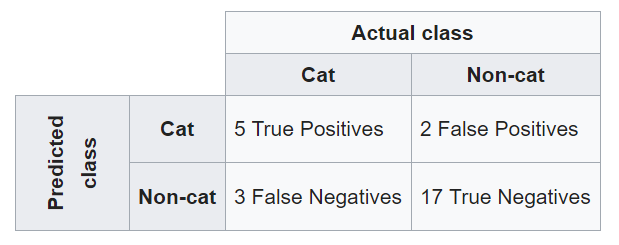 Actual class
Cat
Non-cat
Predicted
class
Cat
5 True Positives
2 False Positives
Non-cat
3 False Negatives
17 True Negatives